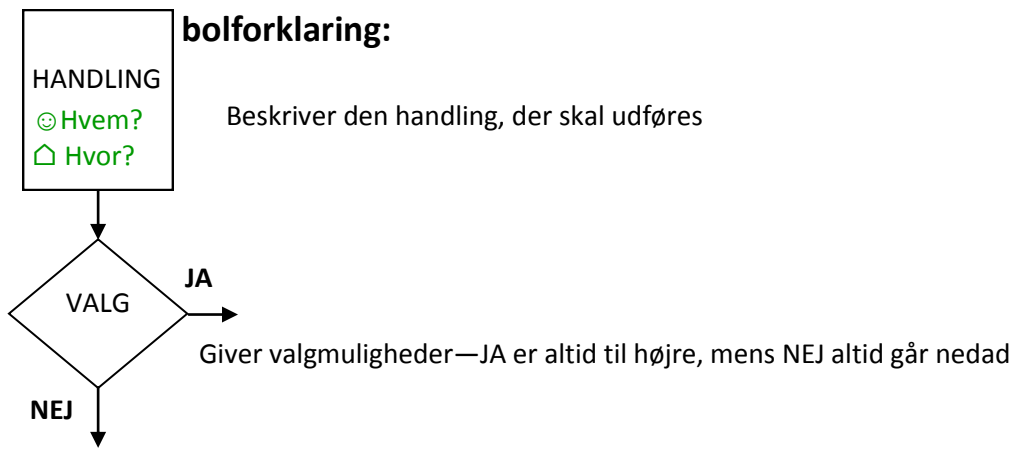 bolforklaring:
HANDLING
☺Hvem?
⌂ Hvor?
Beskriver den handling, der skal udføres
VALG
JA
Giver valgmuligheder—JA er altid til højre, mens NEJ altid går nedad
NEJ